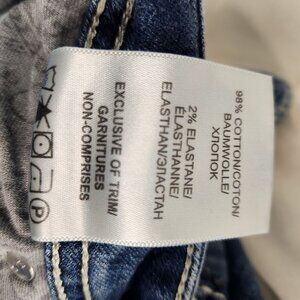 98% COTTON/COTON/
BAUMWOLLE/
ХЛОПОК
2% ELASTANE/
ÉLASTHANNE/
ELASTHAN/ЭЛАСТАН
EXCLUSIVE OF TRIM/
GARNITURES
NON-COMPRISES
P